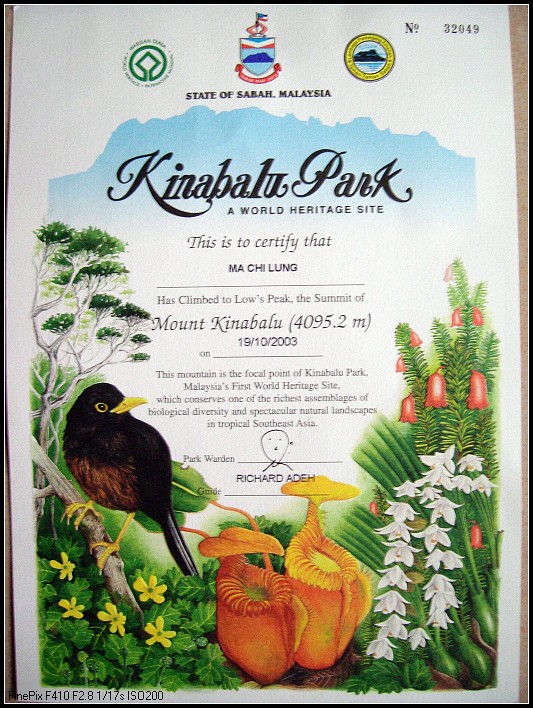 Nº 32049
STATE OF SABAH, MALAYSIA
Kinabalu Park
A WORLD HERITAGE SITE
This is to certify that
MA CHI LUNG
Has Climbed to Low's Peak, the Summit of
Mount Kinabalu (4095.2 m)
19/10/2003
on
This mountain is the focal point of Kinabalu Park,
Malaysia's First World Heritage Site,
which conserves one of the richest assemblages of
biological diversity and spectacular natural landscapes
in tropical Southeast Asia.
Park Warden
RICHARD ADEH
Guide
FinePix F410 F2.8 1/17s ISO200